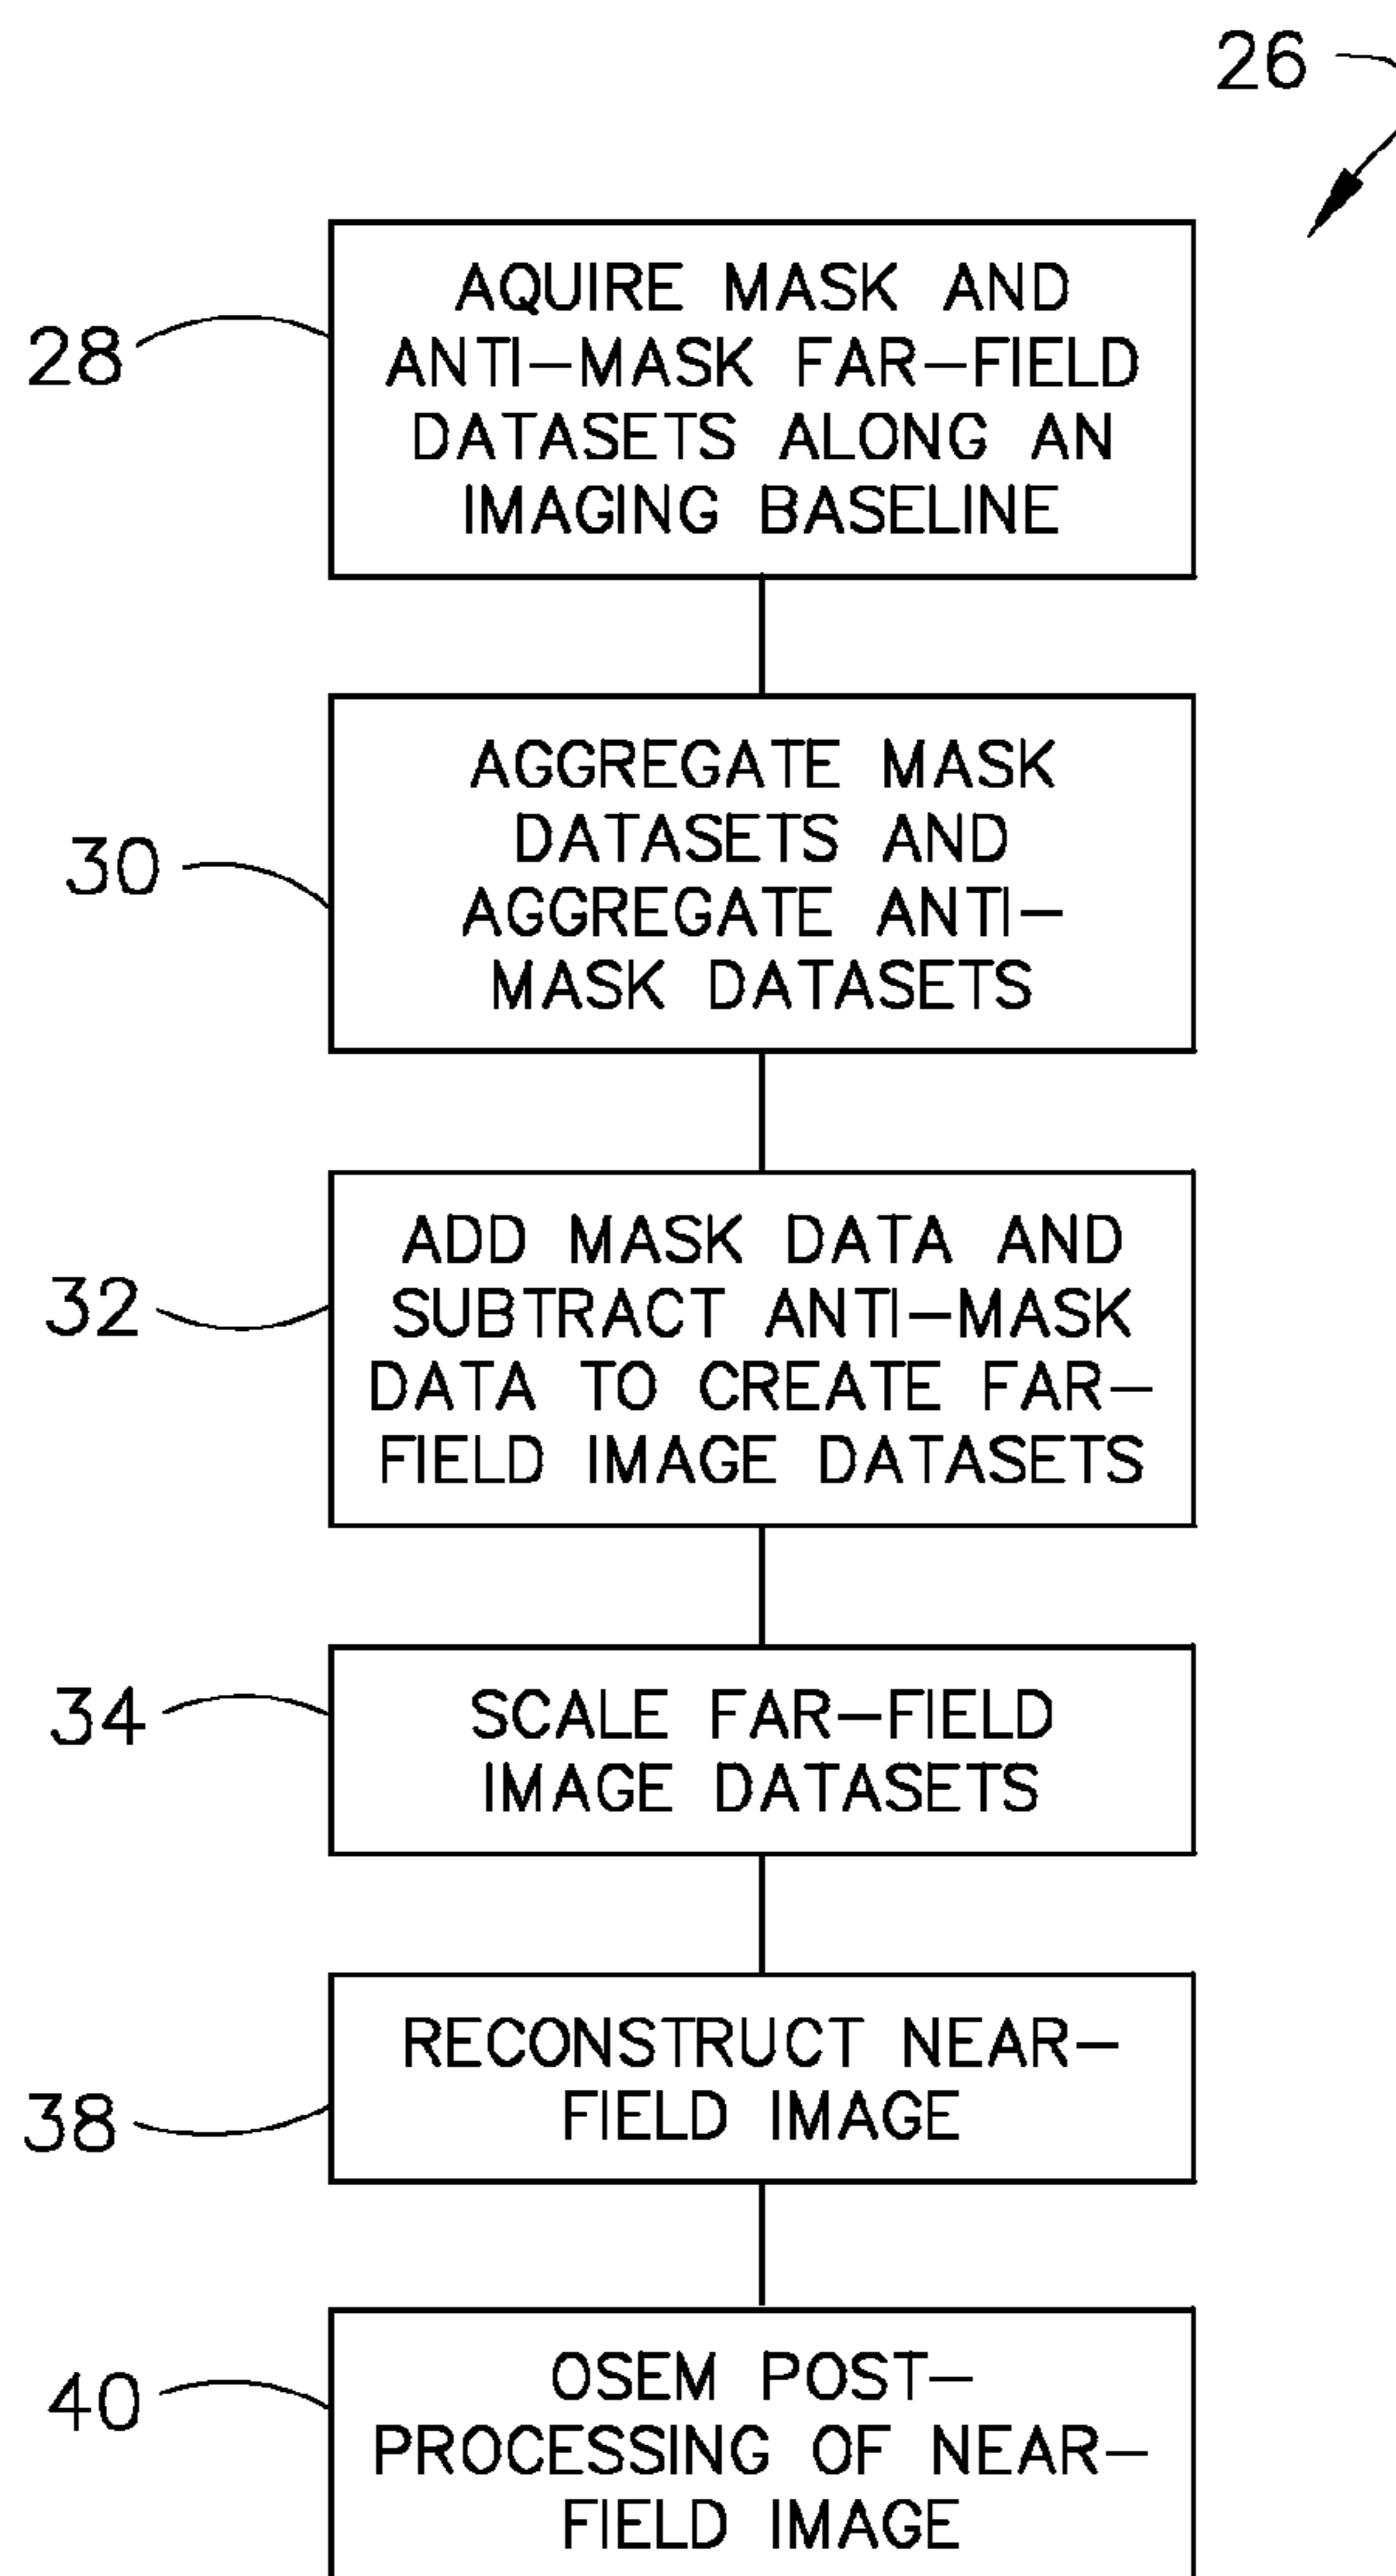 26
28
AQUIRE MASK AND
ANTI-MASK FAR-FIELD
DATASETS ALONG AN
IMAGING BASELINE
30
AGGREGATE MASK
DATASETS AND
AGGREGATE ANTI-
MASK DATASETS
32
ADD MASK DATA AND
SUBTRACT ANTI-MASK
DATA TO CREATE FAR-
FIELD IMAGE DATASETS
34
SCALE FAR-FIELD
IMAGE DATASETS
38
RECONSTRUCT NEAR-
FIELD IMAGE
40
OSEM POST-
PROCESSING OF NEAR-
FIELD IMAGE